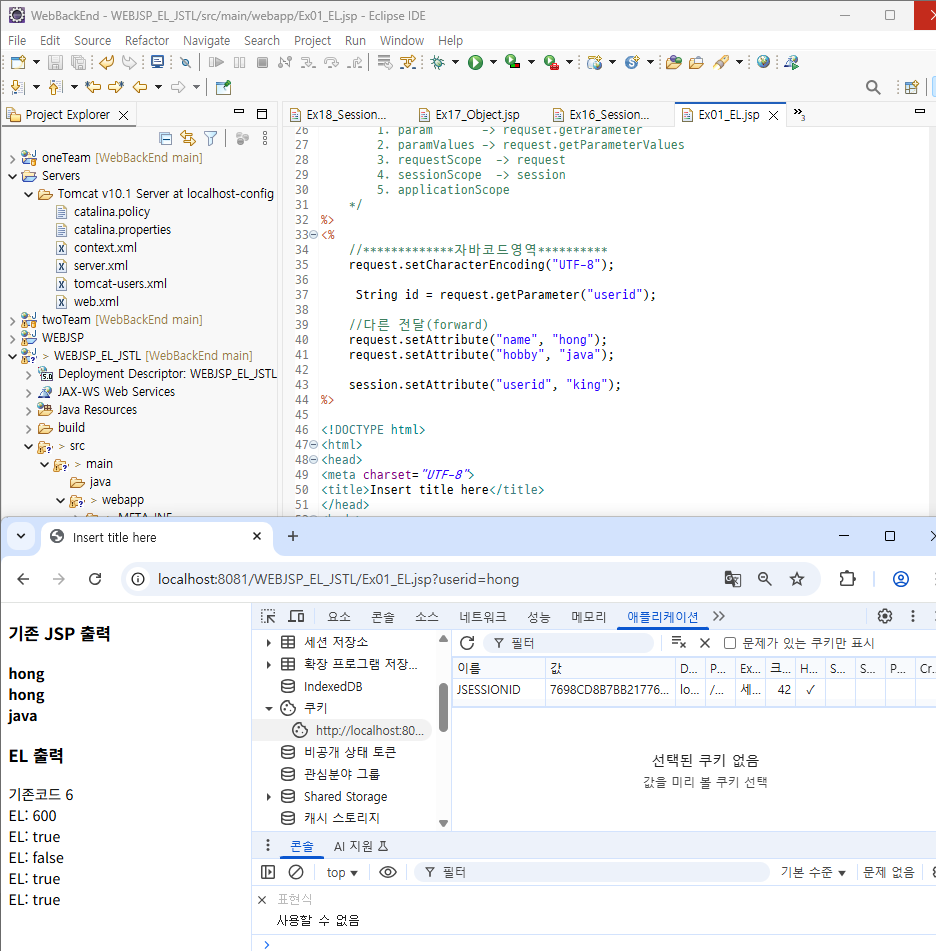 WebBackEnd - WEBJSP_EL_JSTL/src/main/webapp/Ex01_EL.jsp - Eclipse IDE
File Edit Source Refactor Navigate Search Project Run Window Help
Project Explorer
oneTeam [WebBackEnd main]
Servers
Tomcat v10.1 Server at localhost-config
catalina.policy
catalina.properties
context.xml
server.xml
tomcat-users.xml
web.xml
twoTeam [WebBackEnd main]
WEBJSP
> WEBJSP_EL_JSTL [WebBackEnd main]
Deployment Descriptor: WEBJSP_EL_JSTL
JAX-WS Web Services
Java Resources
build
> src
> main
java
> webapp
META-INF
Ex18_Session... Ex17_Object.jsp Ex16_Session... Ex01_EL.jsp
26 1. param -> requset.getParameter
27 2. paramValues -> request.getParameterValues
28 3. requestScope -> request
29 4. sessionScope -> session
30 5. applicationScope
31 */
32 %>
33 <%
34 //*************자바코드영역**********
35 request.setCharacterEncoding("UTF-8");
36
37 String id = request.getParameter("userid");
38
39 //다른 전달(forward)
40 request.setAttribute("name", "hong");
41 request.setAttribute("hobby", "java");
42
43 session.setAttribute("userid", "king");
44 %>
45
46 <!DOCTYPE html>
47 <html>
48 <head>
49 <meta charset="UTF-8">
50 <title>Insert title here</title>
51 </head>
Insert title here
localhost:8081/WEBJSP_EL_JSTL/Ex01_EL.jsp?userid=hong
기존 JSP 출력
hong
hong
java
EL 출력
기존코드 6
EL: 600
EL: true
EL: false
EL: true
EL: true
요소 콘솔 소스 네트워크 성능 메모리 애플리케이션
세션 저장소
확장 프로그램 저장...
IndexedDB
쿠키
http://localhost:80...
비공개 상태 토큰
관심분야 그룹
Shared Storage
캐시 스토리지
필터 문제가 있는 쿠키만 표시
이름 값 D... P... Ex... 크... H... S... S... P... Cr...
JSESSIONID 7698CD8B7BB21776... lo... /... 세... 42 ✓
선택된 쿠키 없음
값을 미리 볼 쿠키 선택
콘솔 AI 지원
top 필터 기본 수준 문제 없음
표현식
사용할 수 없음